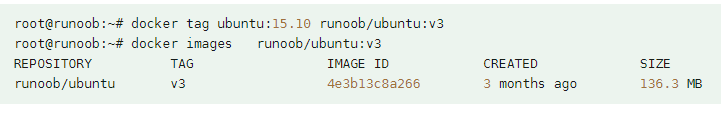 root@runoob:~# docker tag ubuntu:15.10 runoob/ubuntu:v3
root@runoob:~# docker images   runoob/ubuntu:v3
REPOSITORY          TAG                 IMAGE ID            CREATED             SIZE
runoob/ubuntu       v3                  4e3b13c8a266        3 months ago        136.3 MB